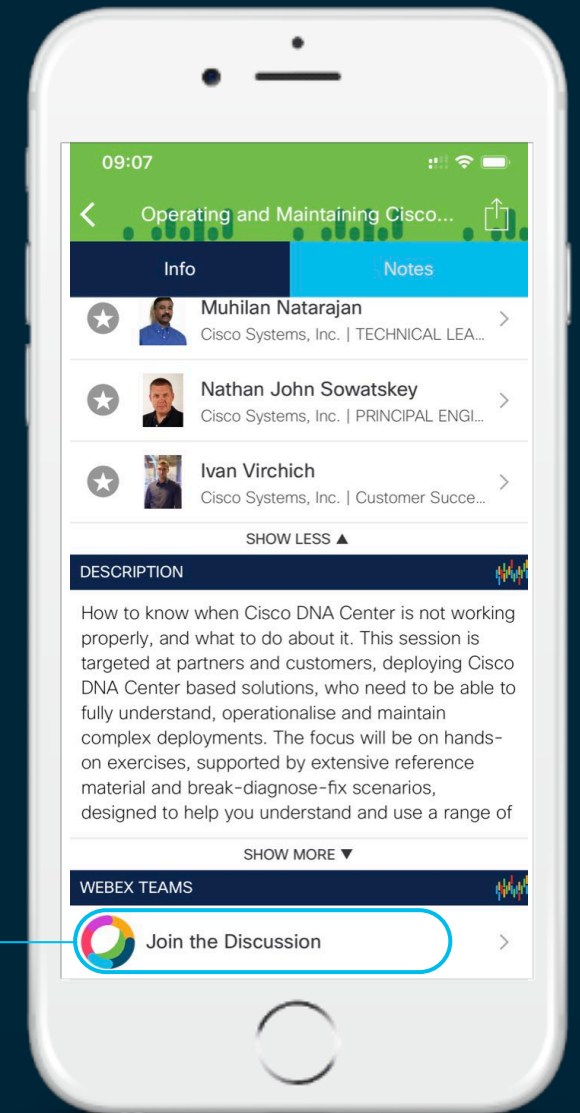 09:07
Operating and Maintaining Cisco...
Info
Notes
Muhilan Natarajan
Cisco Systems, Inc. | TECHNICAL LEA...
Nathan John Sowatskey
Cisco Systems, Inc. | PRINCIPAL ENGI...
Ivan Virchich
Cisco Systems, Inc. | Customer Succe...
SHOW LESS ▲
DESCRIPTION
How to know when Cisco DNA Center is not working
properly, and what to do about it. This session is
targeted at partners and customers, deploying Cisco
DNA Center based solutions, who need to be able to
fully understand, operationalise and maintain
complex deployments. The focus will be on hands-
on exercises, supported by extensive reference
material and break-diagnose-fix scenarios,
designed to help you understand and use a range of
SHOW MORE ▼
WEBEX TEAMS
Join the Discussion